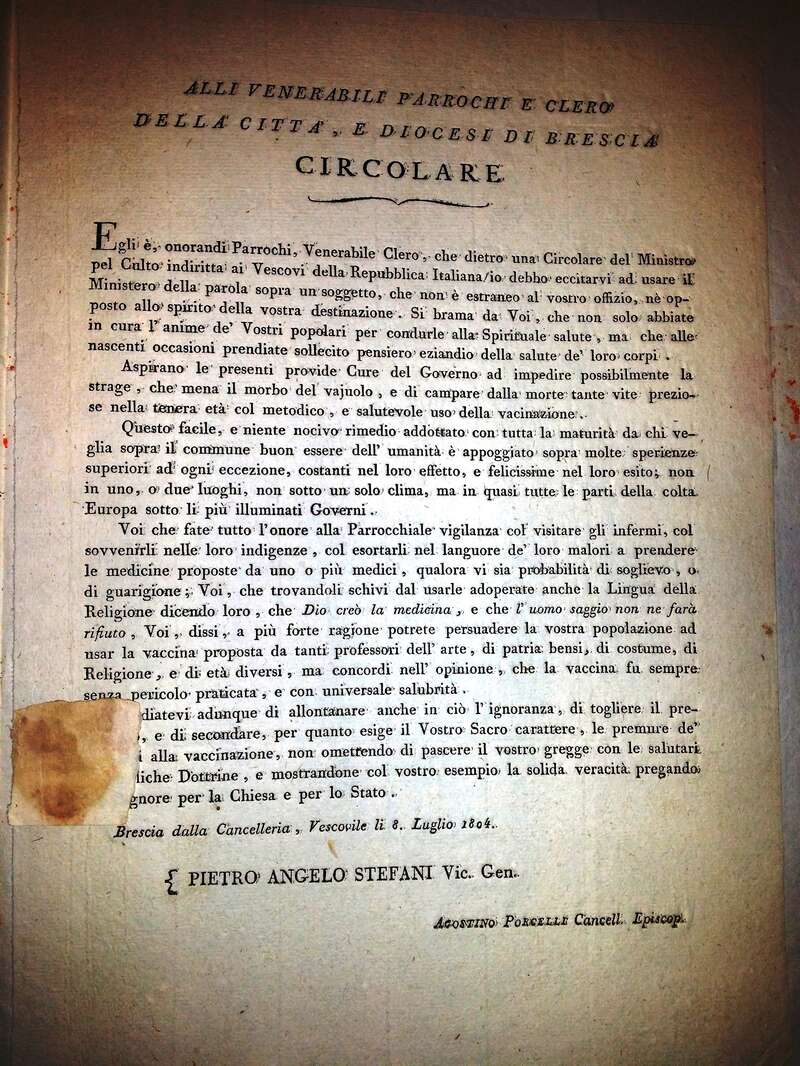 ALLI VENERABILI PARROCHI E CLERO
DELLA CITTA, E DIOCESI DI BRESCIA
CIRCOLARE
Egli è, onorandi Parrochi, Venerabile Clero, che dietro una Circolare del Ministro
pel Culto indiritta ai Vescovi della Repubblica Italiana/io debho eccitarvi ad usare il
Ministero della parola sopra un soggetto, che non è estraneo al vostro offizio, nè op-
posto allo spirito della vostra destinazione. Si brama da Voi, che non solo abbiate
in cura l'anime de' Vostri popolari per condurle alla Spirituale salute, ma che alle
nascenti occasioni prendiate sollecito pensiero eziandio della salute de' loro corpi.
Aspirano le presenti provide Cure del Governo ad impedire possibilmente la
strage, che mena il morbo del vajuolo, e di campare dalla morte tante vite prezio-
se nella tenera età col metodico, e salutevole uso della vacinazione.
Questo facile, e niente nocivo rimedio addottato con tutta la maturità da chi ve-
glia sopra il commune buon essere dell' umanità è appoggiato sopra molte sperienze
superiori ad ogni eccezione, costanti nel loro effetto, e felicissime nel loro esito; non
in uno, o due luoghi, non sotto un solo clima, ma in quasi tutte le parti della colta
Europa sotto li più illuminati Governi.
Voi che fate tutto l'onore alla Parrocchiale vigilanza col visitare gli infermi, col
sovvenirli nelle loro indigenze, col esortarli nel languore de' loro malori a prendere
le medicine proposte da uno o più medici, qualora vi sia probabilità di soglievo, o
di guarigione; Voi, che trovandoli schivi dal usarle adoperate anche la Lingua della
Religione dicendo loro, che Dio creò la medicina, e che l'uomo saggio non ne farà
rifiuto, Voi, dissi, a più forte ragione potrete persuadere la vostra popolazione ad
usar la vaccina proposta da tanti professori dell' arte, di patria bensì, di costume, di
Religione, e di età diversi, ma concordi nell' opinione, che la vaccina fu sempre
senza pericolo praticata, e con universale salubrità.
diatevi adunque di allontanare anche in ciò l'ignoranza, di togliere il pre-
, e di secondare, per quanto esige il Vostro Sacro carattere, le premure de'
i alla vaccinazione, non omettendo di pascere il vostro gregge con le salutari
liche Dottrine, e mostrandone col vostro esempio la solida veracità pregando
gnore per la Chiesa e per lo Stato.
Brescia dalla Cancelleria, Vescovile li 8. Luglio 1804.
{ PIETRO ANGELO STEFANI Vic. Gen.
AGOSTINO PORCELLI Cancell. Episcop.